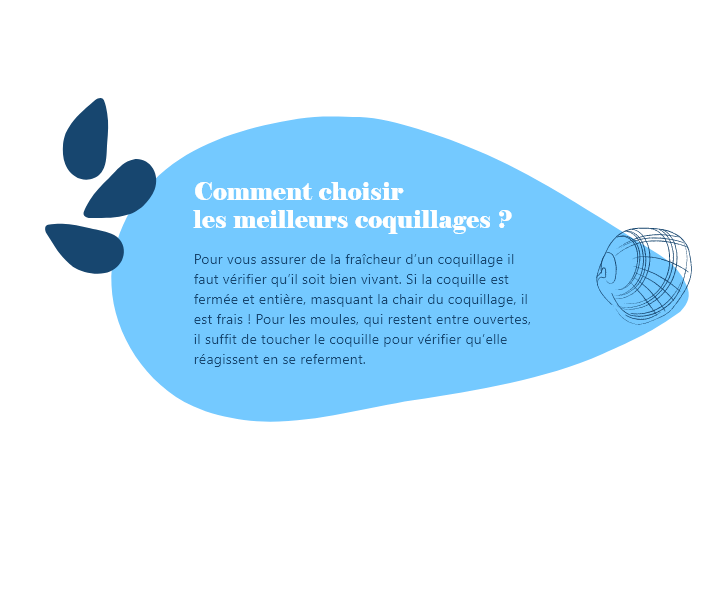 Comment choisir
les meilleurs coquillages ?
Pour vous assurer de la fraîcheur d’un coquillage il
faut vérifier qu’il soit bien vivant. Si la coquille est
fermée et entière, masquant la chair du coquillage, il
est frais ! Pour les moules, qui restent entre ouvertes,
il suffit de toucher le coquille pour vérifier qu’elle
réagissent en se referment.